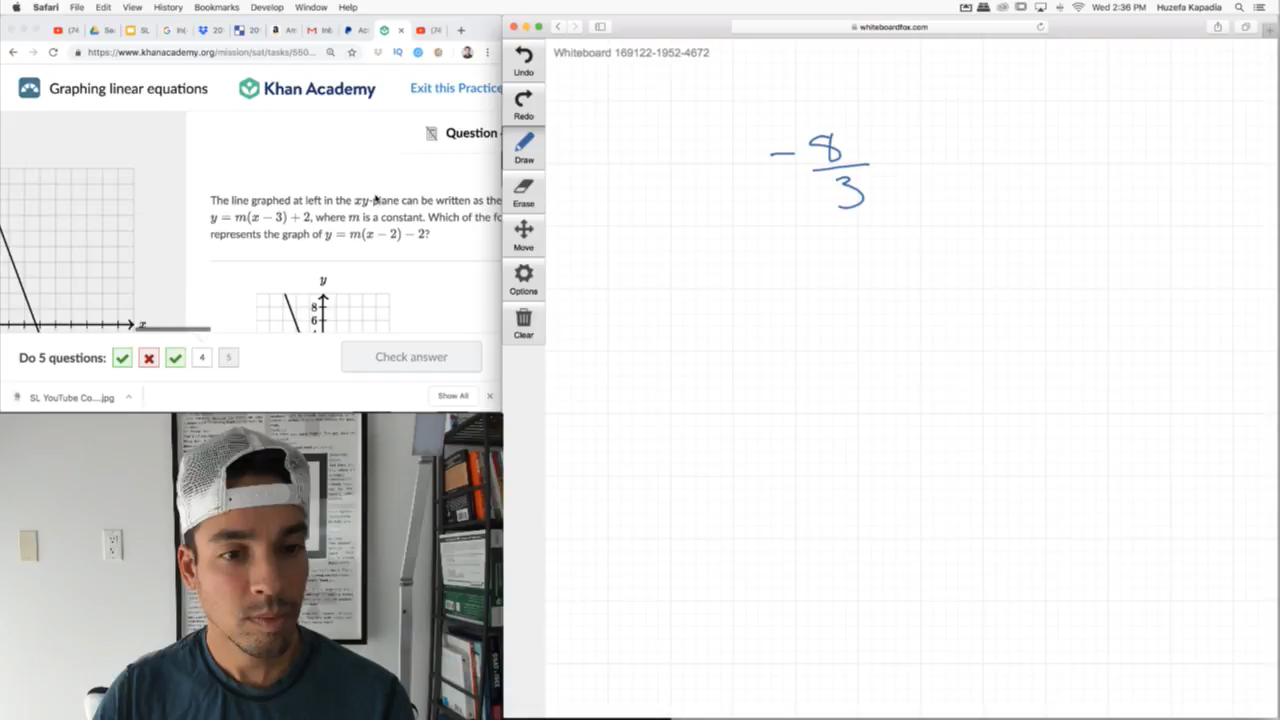 Safari File Edit View History Bookmarks Develop Window Help
Wed 2:36 PM Huzefa Kapadia
https://www.khanacademy.org/mission/sat/tasks/550...
whiteboardfox.com
Graphing linear equations
Khan Academy
Exit this Practice
Question
The line graphed at left in the xy-plane can be written as the
y = m(x − 3) + 2, where m is a constant. Which of the fo
represents the graph of y = m(x − 2) − 2?
y
8
6
x
Do 5 questions: 4 5
Check answer
SL YouTube Co....jpg
Show All
Whiteboard 169122-1952-4672
Undo
Redo
Draw
Erase
Move
Options
Clear
− 8
3